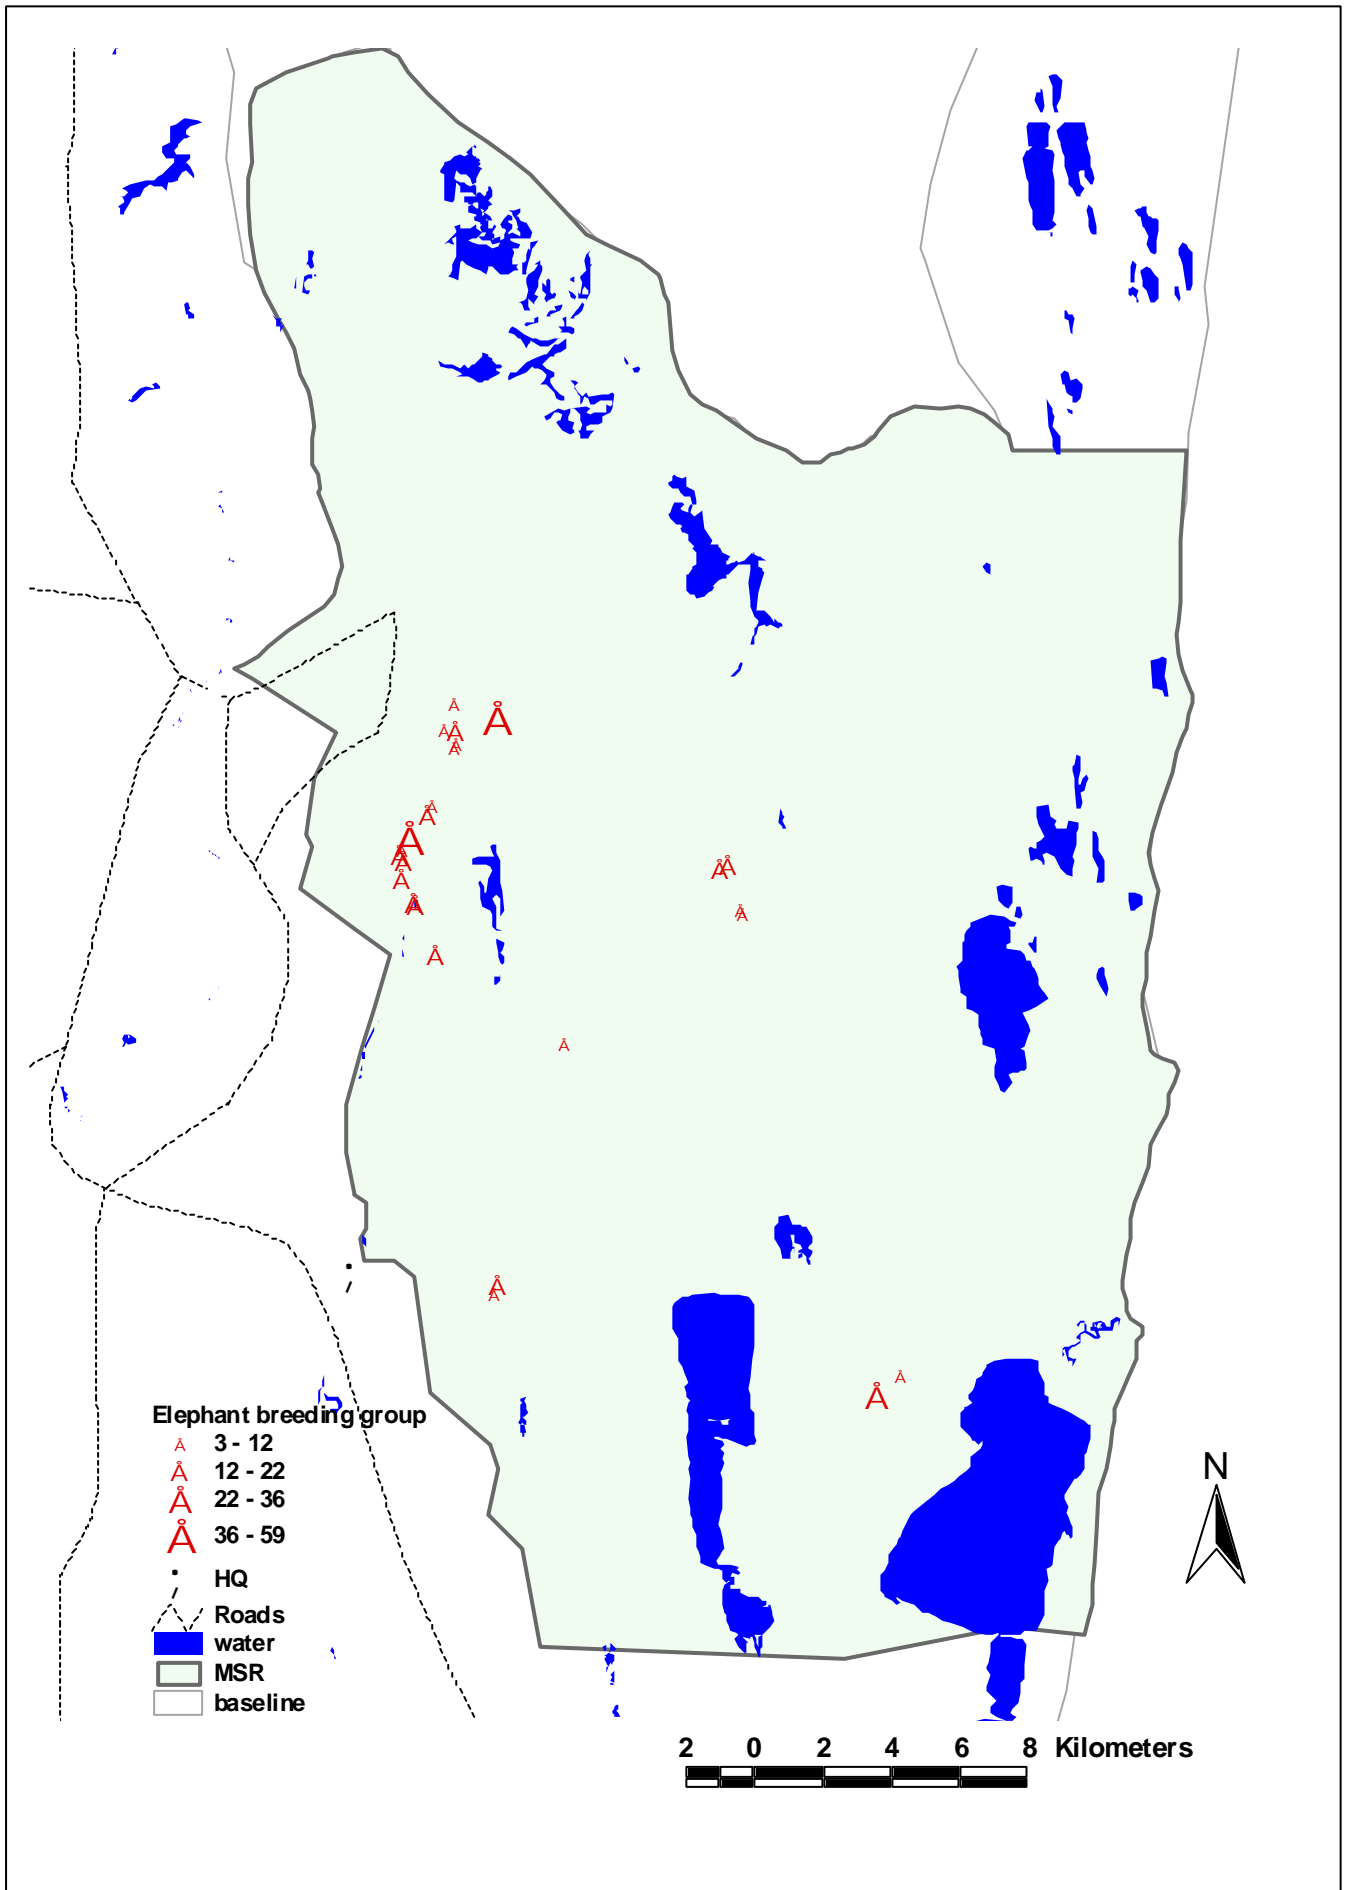 Elephant breeding group
Å 3 - 12
Å 12 - 22
Å 22 - 36
Å 36 - 59
HQ
Roads
water
MSR
baseline
N
2 0 2 4 6 8 Kilometers